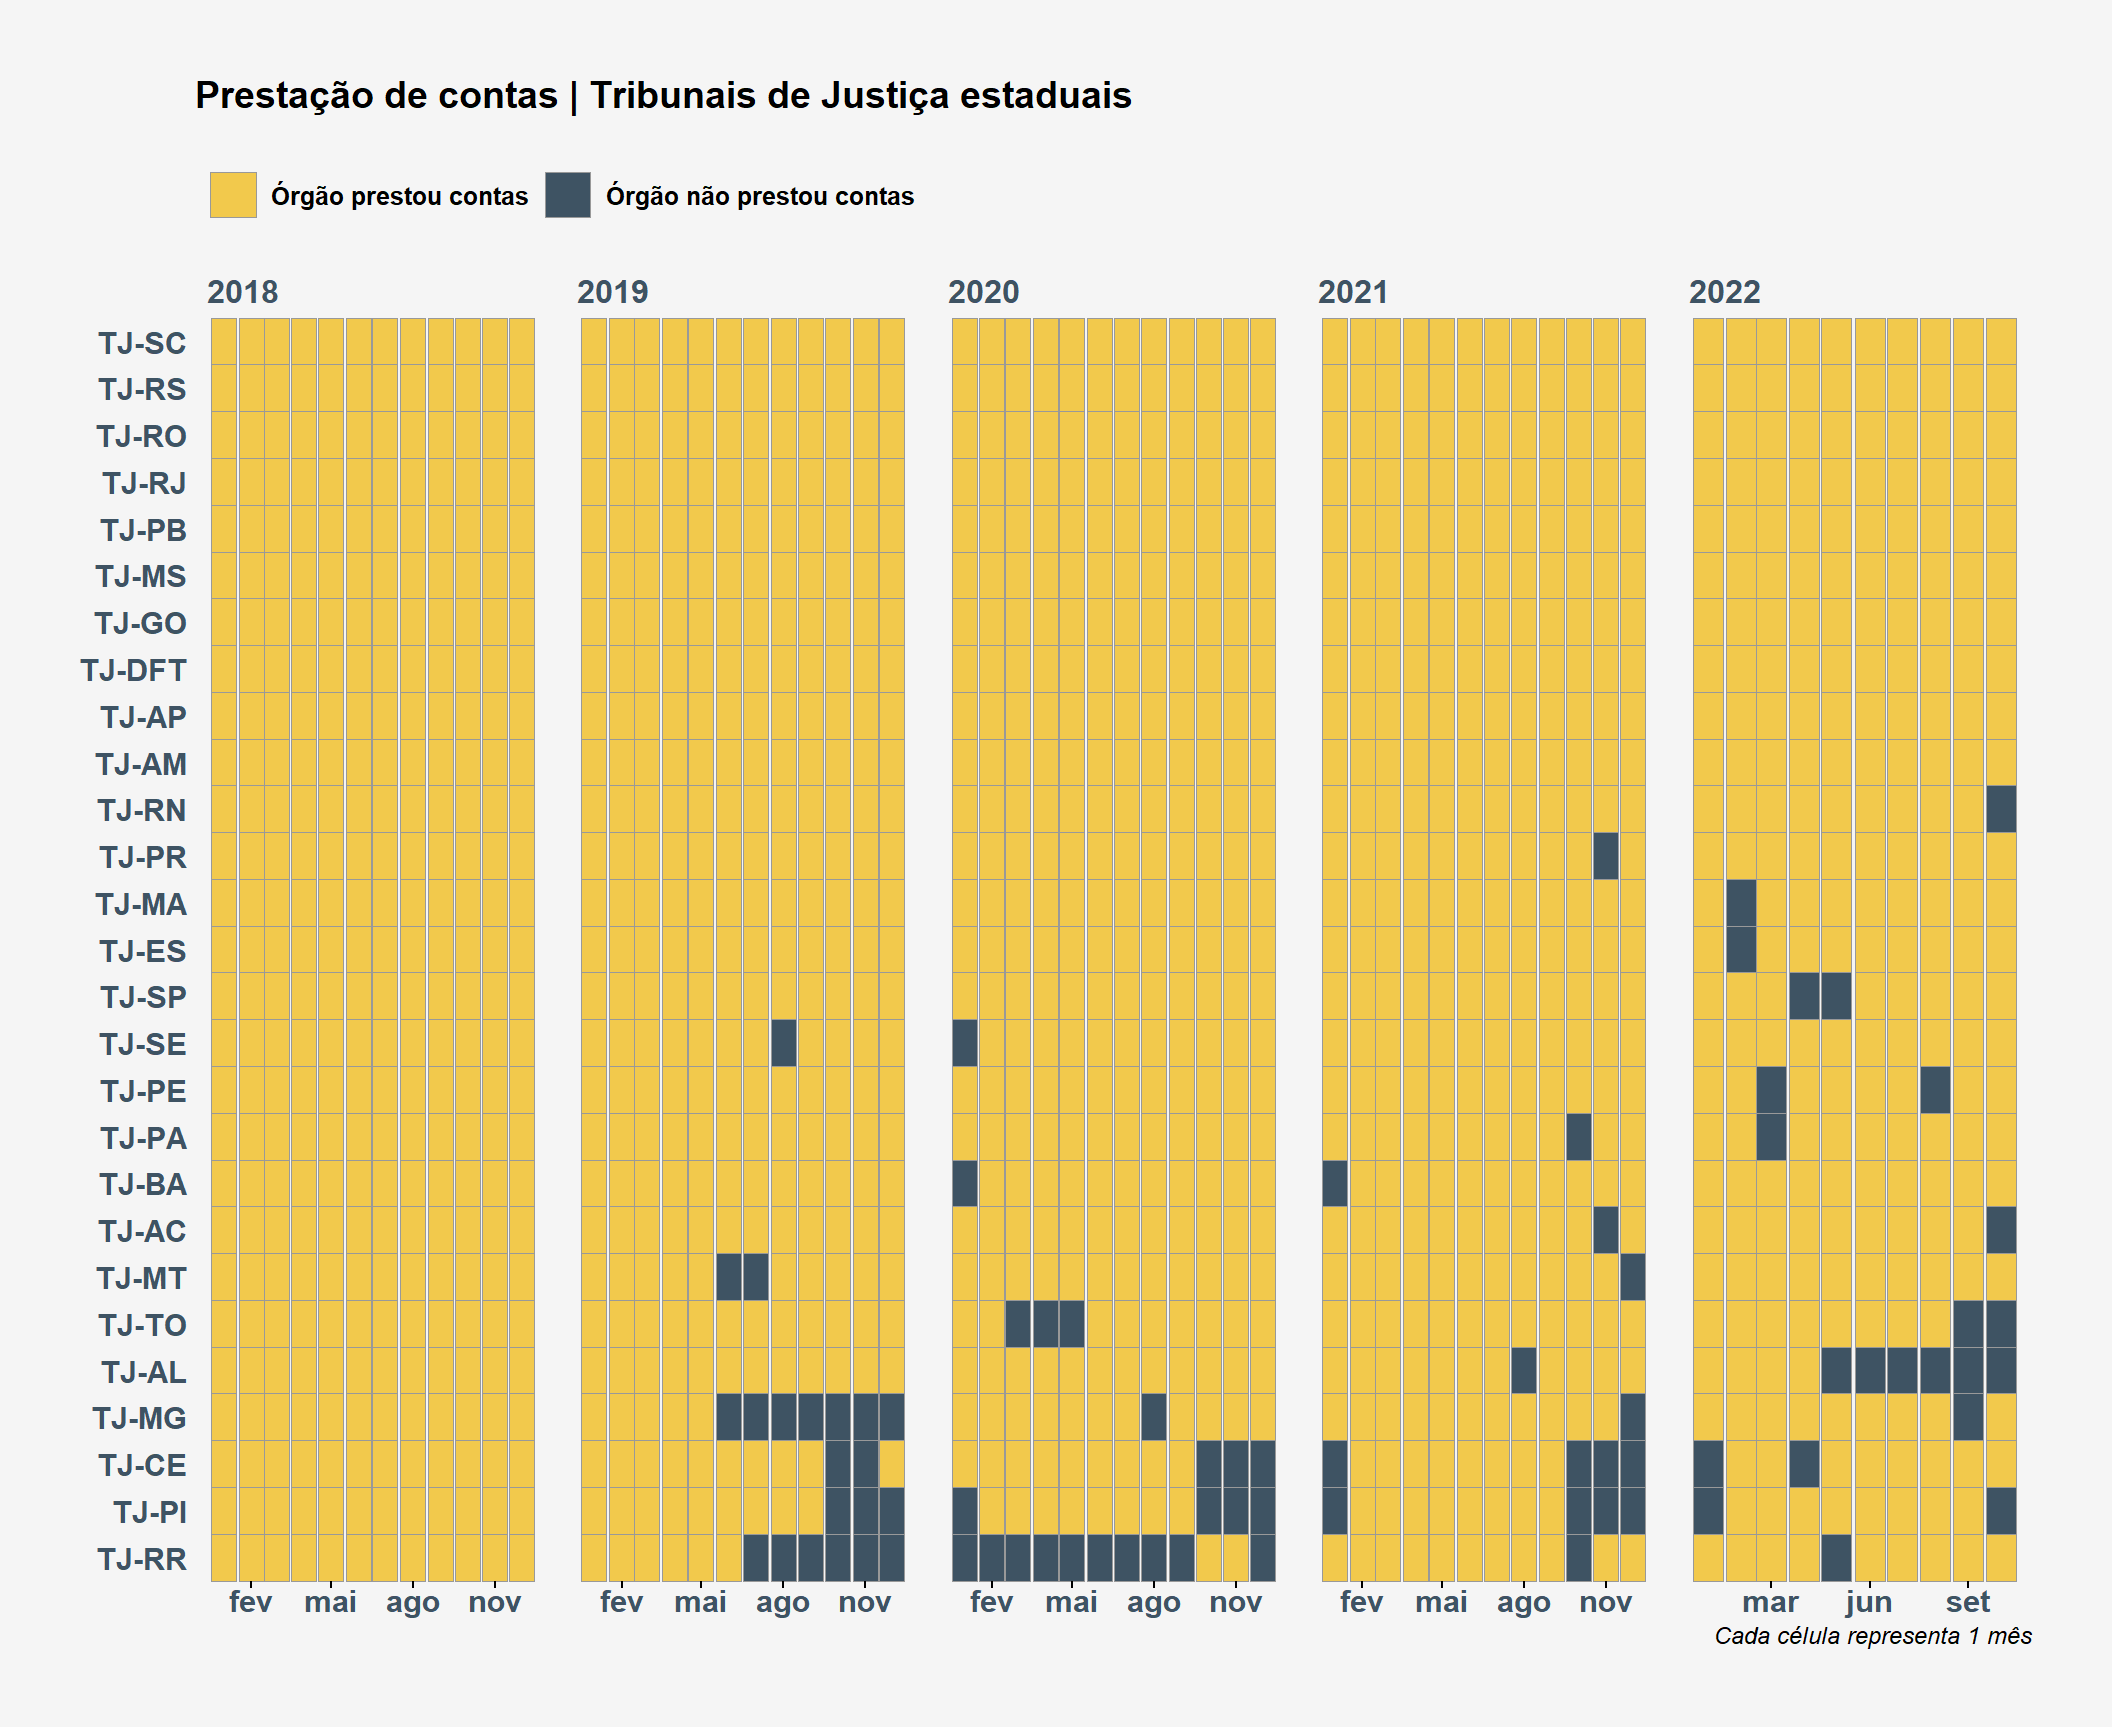 Prestação de contas | Tribunais de Justiça estaduais
Órgão prestou contas Órgão não prestou contas
2018 2019 2020 2021 2022
TJ-SC
TJ-RS
TJ-RO
TJ-RJ
TJ-PB
TJ-MS
TJ-GO
TJ-DFT
TJ-AP
TJ-AM
TJ-RN
TJ-PR
TJ-MA
TJ-ES
TJ-SP
TJ-SE
TJ-PE
TJ-PA
TJ-BA
TJ-AC
TJ-MT
TJ-TO
TJ-AL
TJ-MG
TJ-CE
TJ-PI
TJ-RR
fev mai ago nov fev mai ago nov fev mai ago nov fev mai ago nov mar jun set
Cada célula representa 1 mês